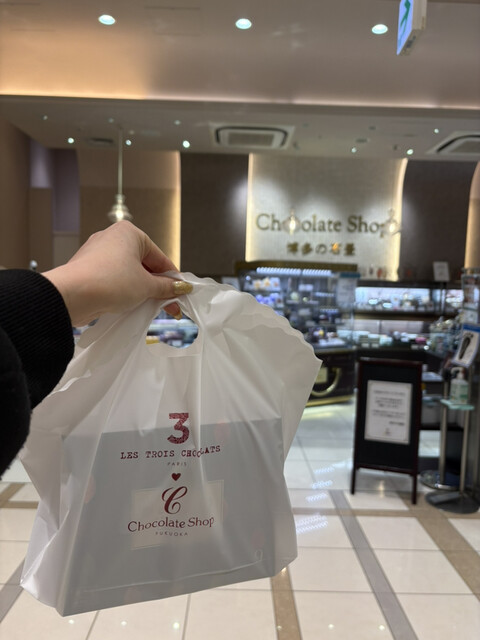 Chocolate Shop
博多の石畳
3
LES TROIS CHOCOLATS
PARIS
Chocolate Shop
FUKUOKA